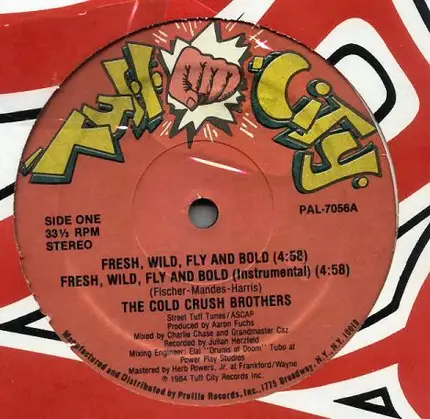 Tuff City
SIDE ONE
33⅓ RPM
STEREO
PAL-7056A
FRESH, WILD, FLY AND BOLD (4:58)
FRESH, WILD, FLY AND BOLD (Instrumental) (4:58)
(Fischer-Mandes-Harris)
THE COLD CRUSH BROTHERS
Street Tuff Tunes/ASCAP
Produced by Aaron Fuchs
Mixed by Charlie Chase and Grandmaster Caz
Recorded by Julian Herzfeld
Mixing Engineer: Elai "Drums of Doom" Tubo at
Power Play Studios
Mastered by Herb Powers, Jr. at Frankford/Wayne
℗ 1984 Tuff City Records Inc.
Manufactured and Distributed by Profile Records, Inc., 1775 Broadway, N.Y. N.Y. 10019